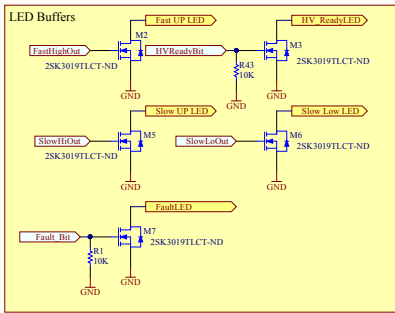 LED Buffers
Fast UP LED
HV_ReadyLED
M2
M3
FastHighOut
HVReadyBit
2SK3019TLCT-ND
R43
10K
2SK3019TLCT-ND
GND
GND
GND
Slow UP LED
Slow Low LED
M5
M6
SlowHiOut
SlowLoOut
2SK3019TLCT-ND
2SK3019TLCT-ND
GND
GND
FaultLED
M7
Fault_Bit
2SK3019TLCT-ND
R1
10K
GND
GND